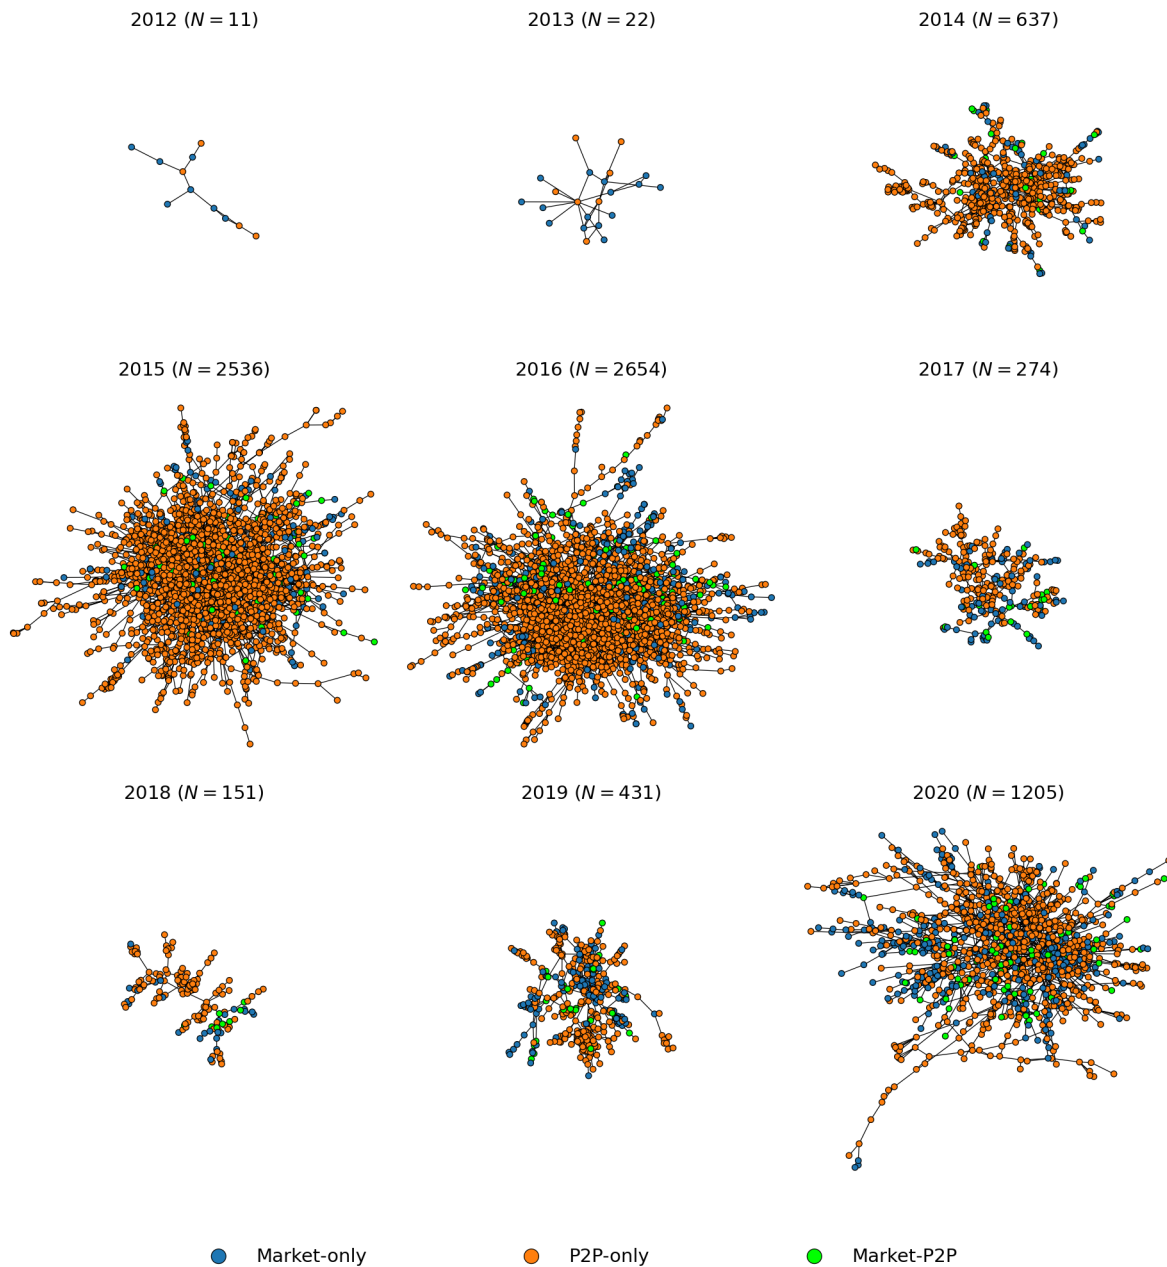 2012 (N = 11)
2013 (N = 22)
2014 (N = 637)
2015 (N = 2536)
2016 (N = 2654)
2017 (N = 274)
2018 (N = 151)
2019 (N = 431)
2020 (N = 1205)
Market-only
P2P-only
Market-P2P